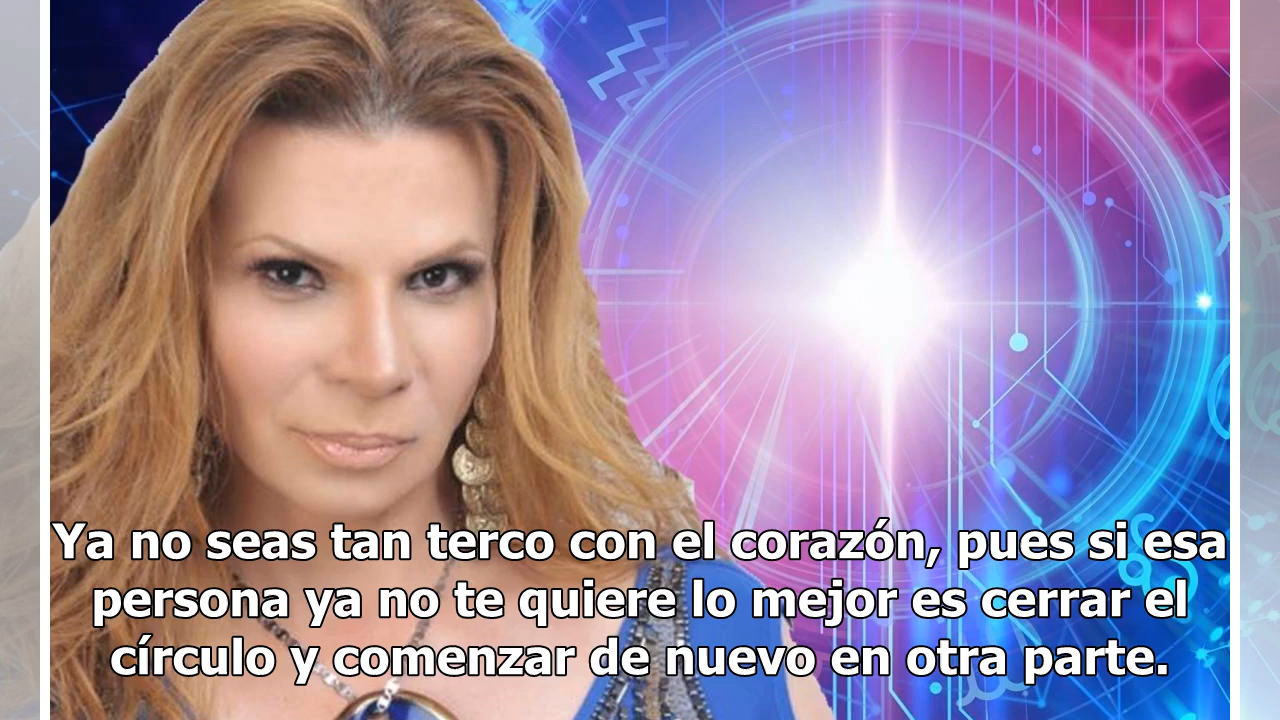 Ya no seas tan terco con el corazón, pues si esa
persona ya no te quiere lo mejor es cerrar el
círculo y comenzar de nuevo en otra parte.